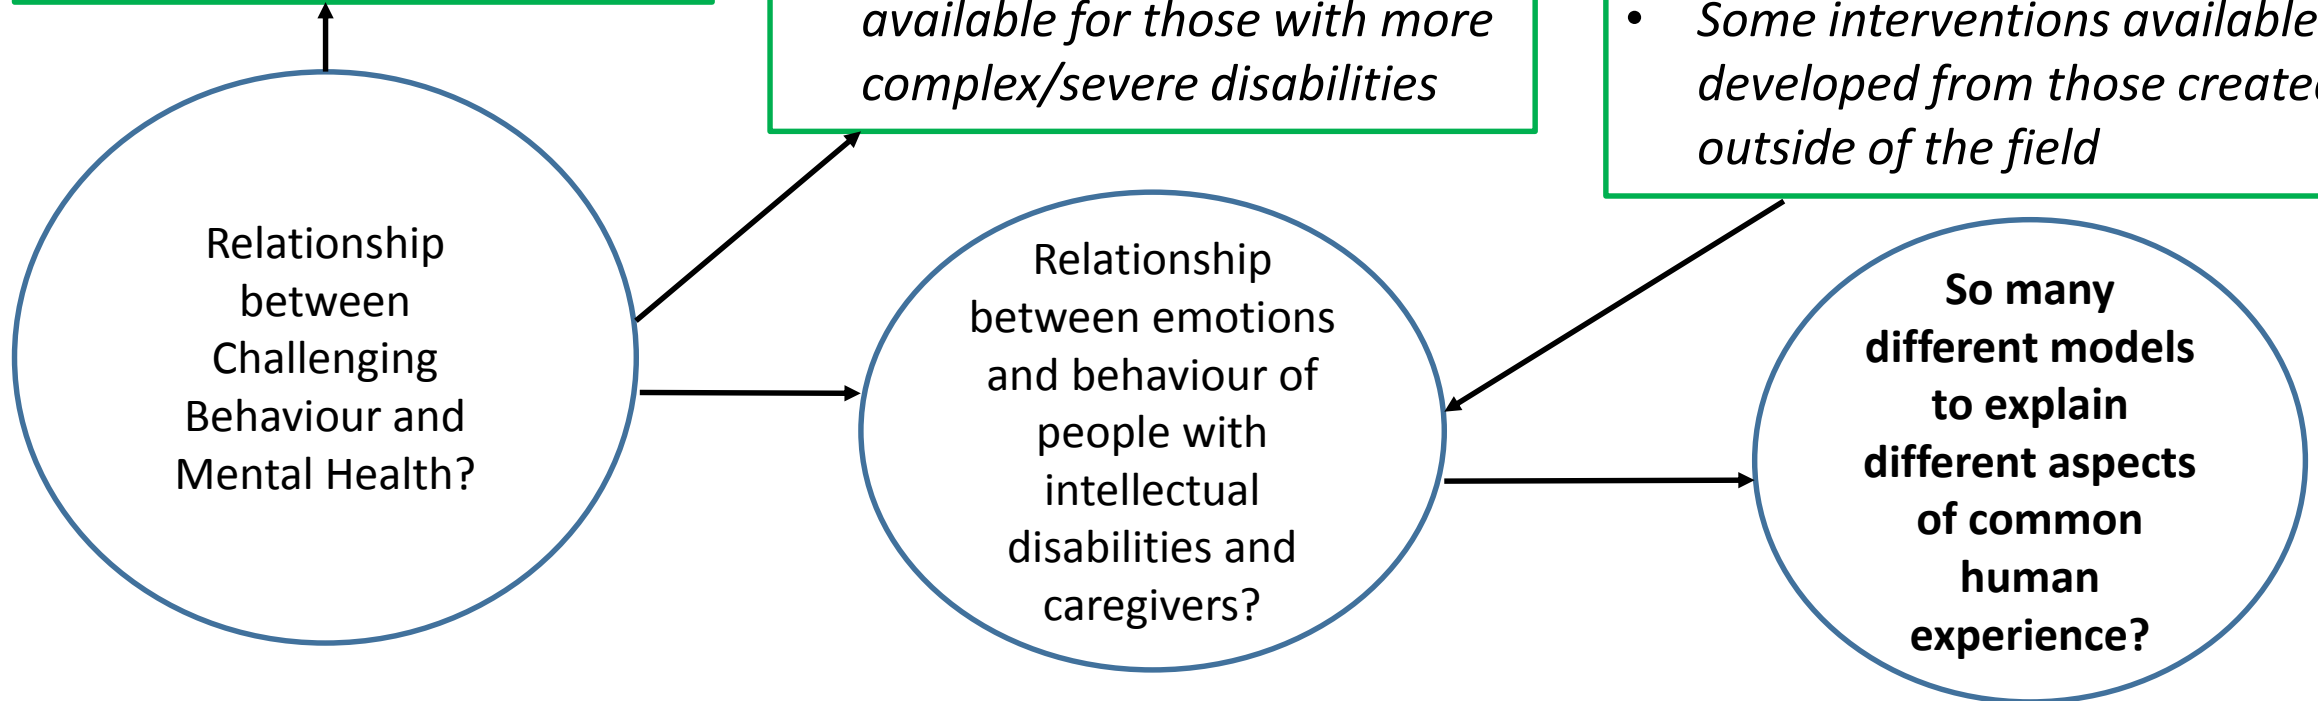 available for those with more
complex/severe disabilities
• Some interventions available
developed from those created
outside of the field
Relationship
between
Challenging
Behaviour and
Mental Health?
Relationship
between emotions
and behaviour of
people with
intellectual
disabilities and
caregivers?
So many
different models
to explain
different aspects
of common
human
experience?